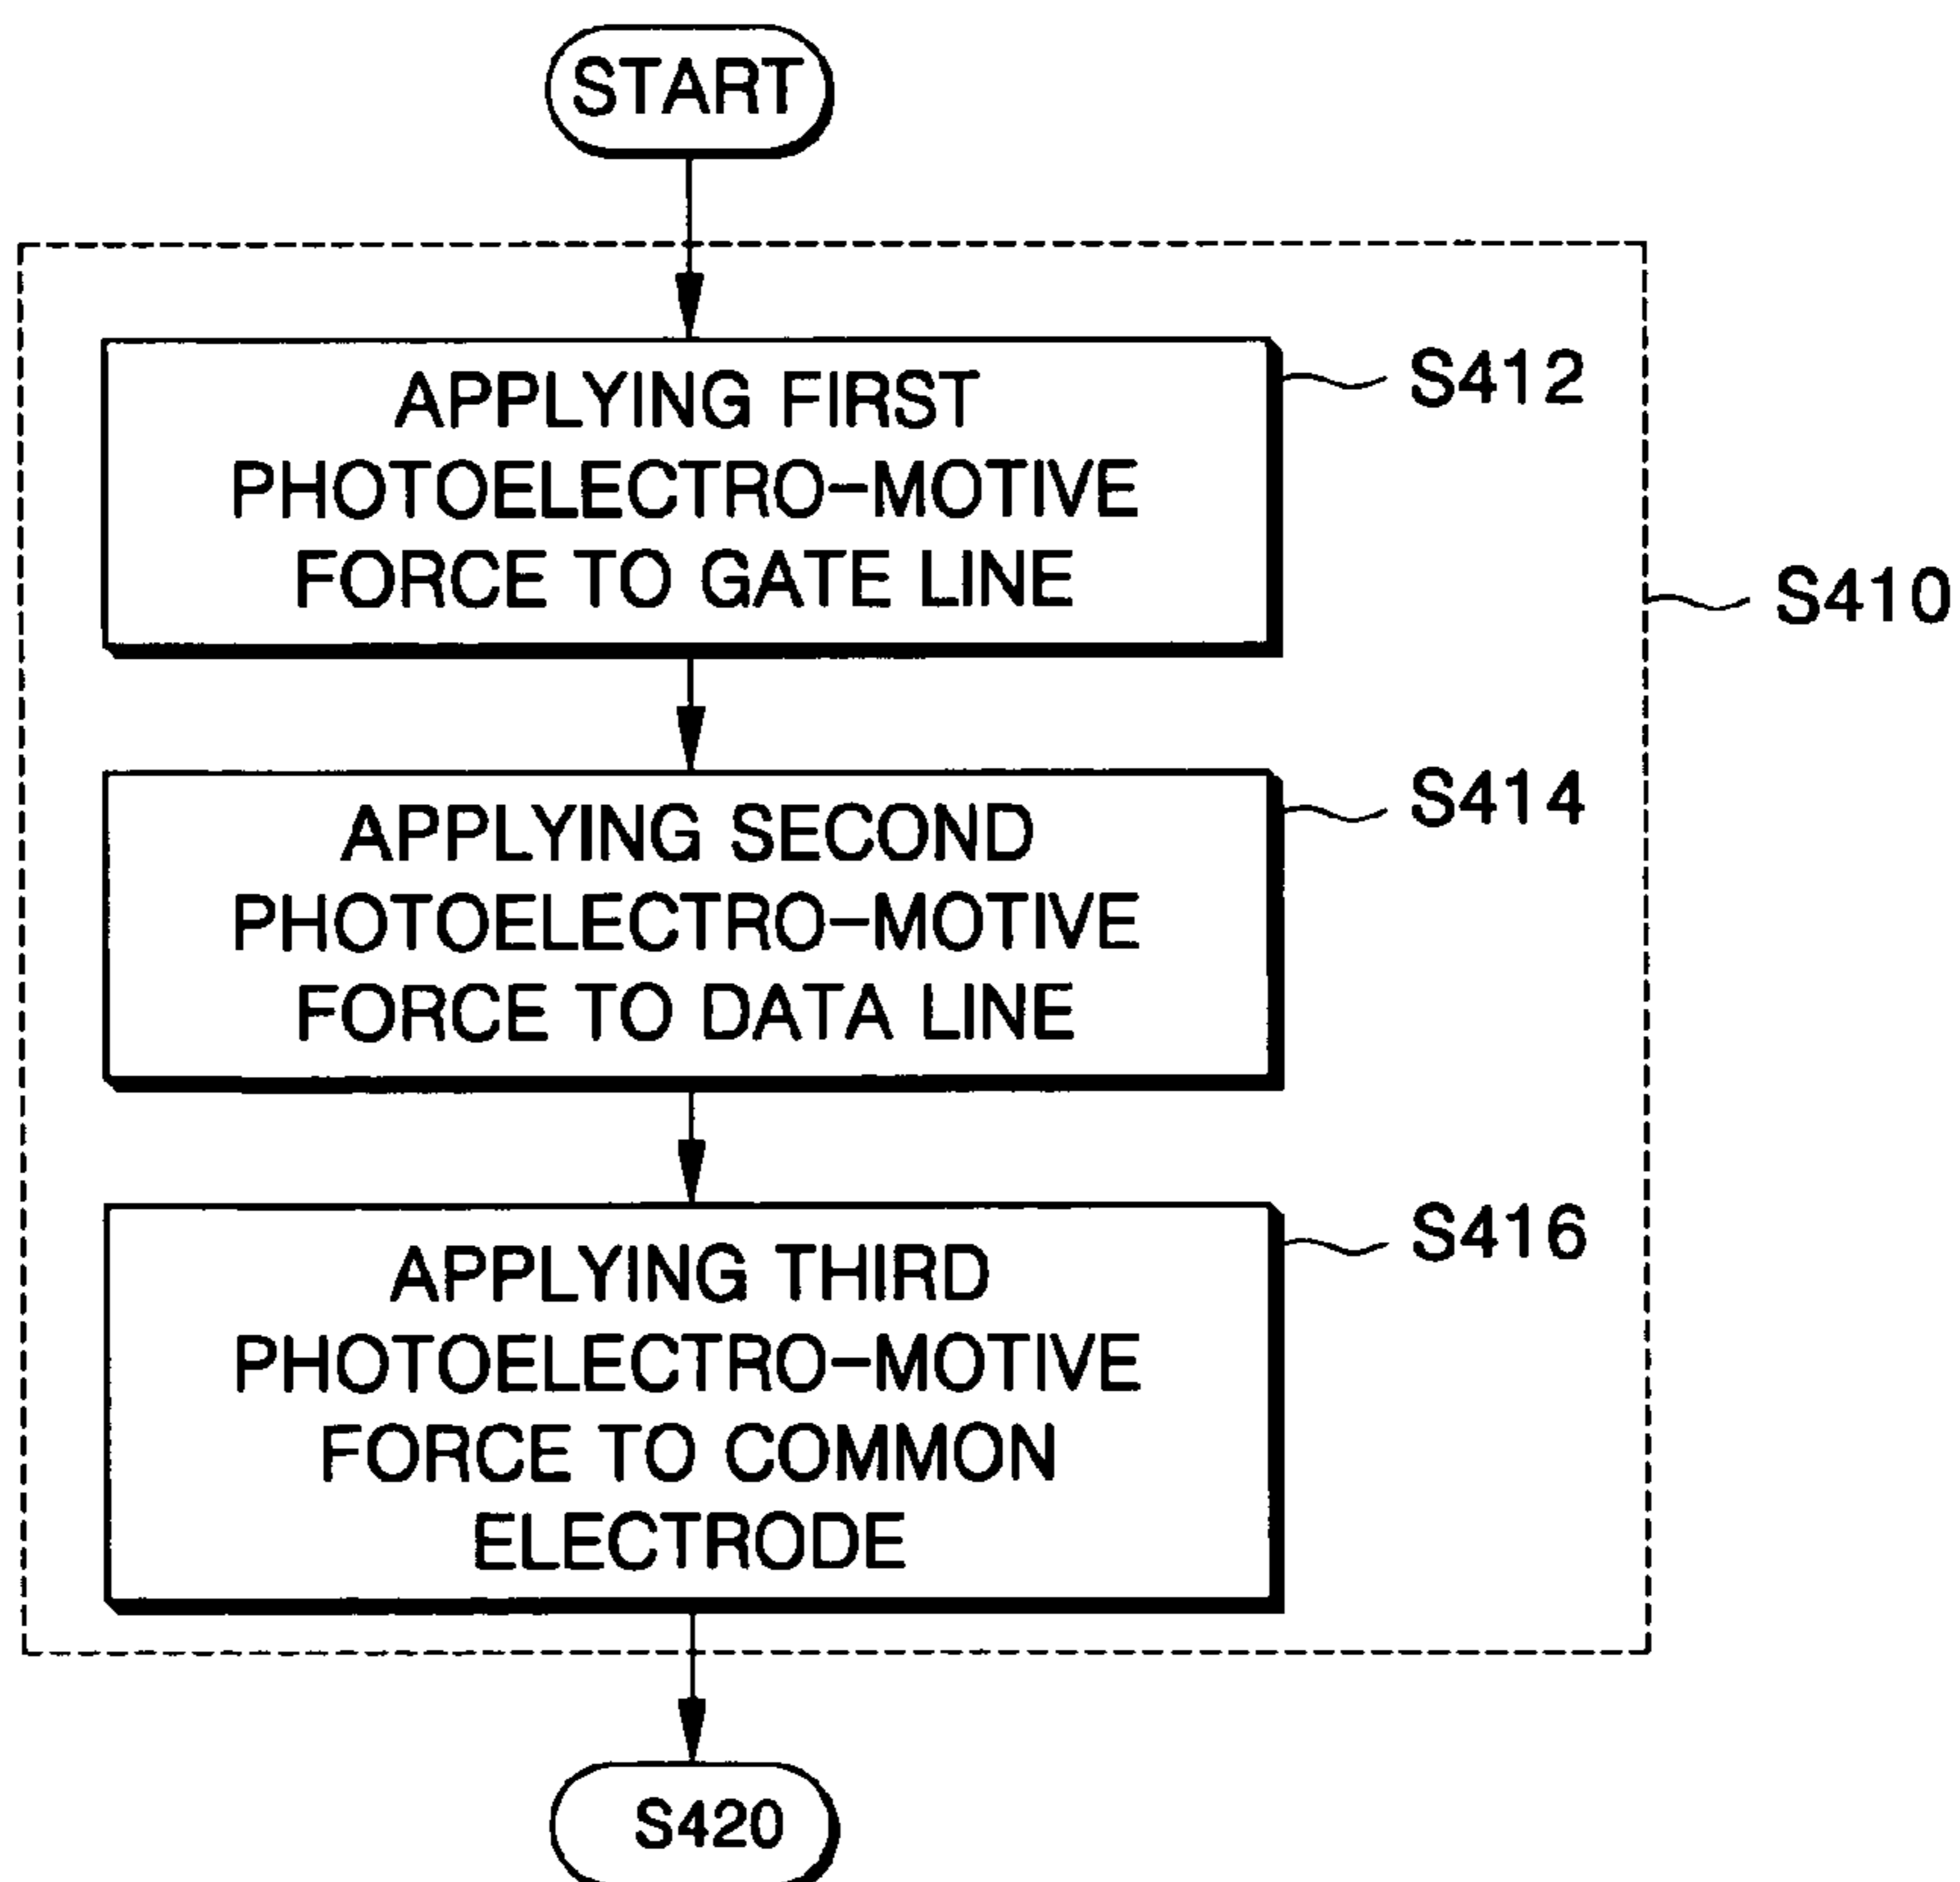 START
APPLYING FIRST
PHOTOELECTRO-MOTIVE
FORCE TO GATE LINE
S412
S410
APPLYING SECOND
PHOTOELECTRO-MOTIVE
FORCE TO DATA LINE
S414
APPLYING THIRD
PHOTOELECTRO-MOTIVE
FORCE TO COMMON
ELECTRODE
S416
S420